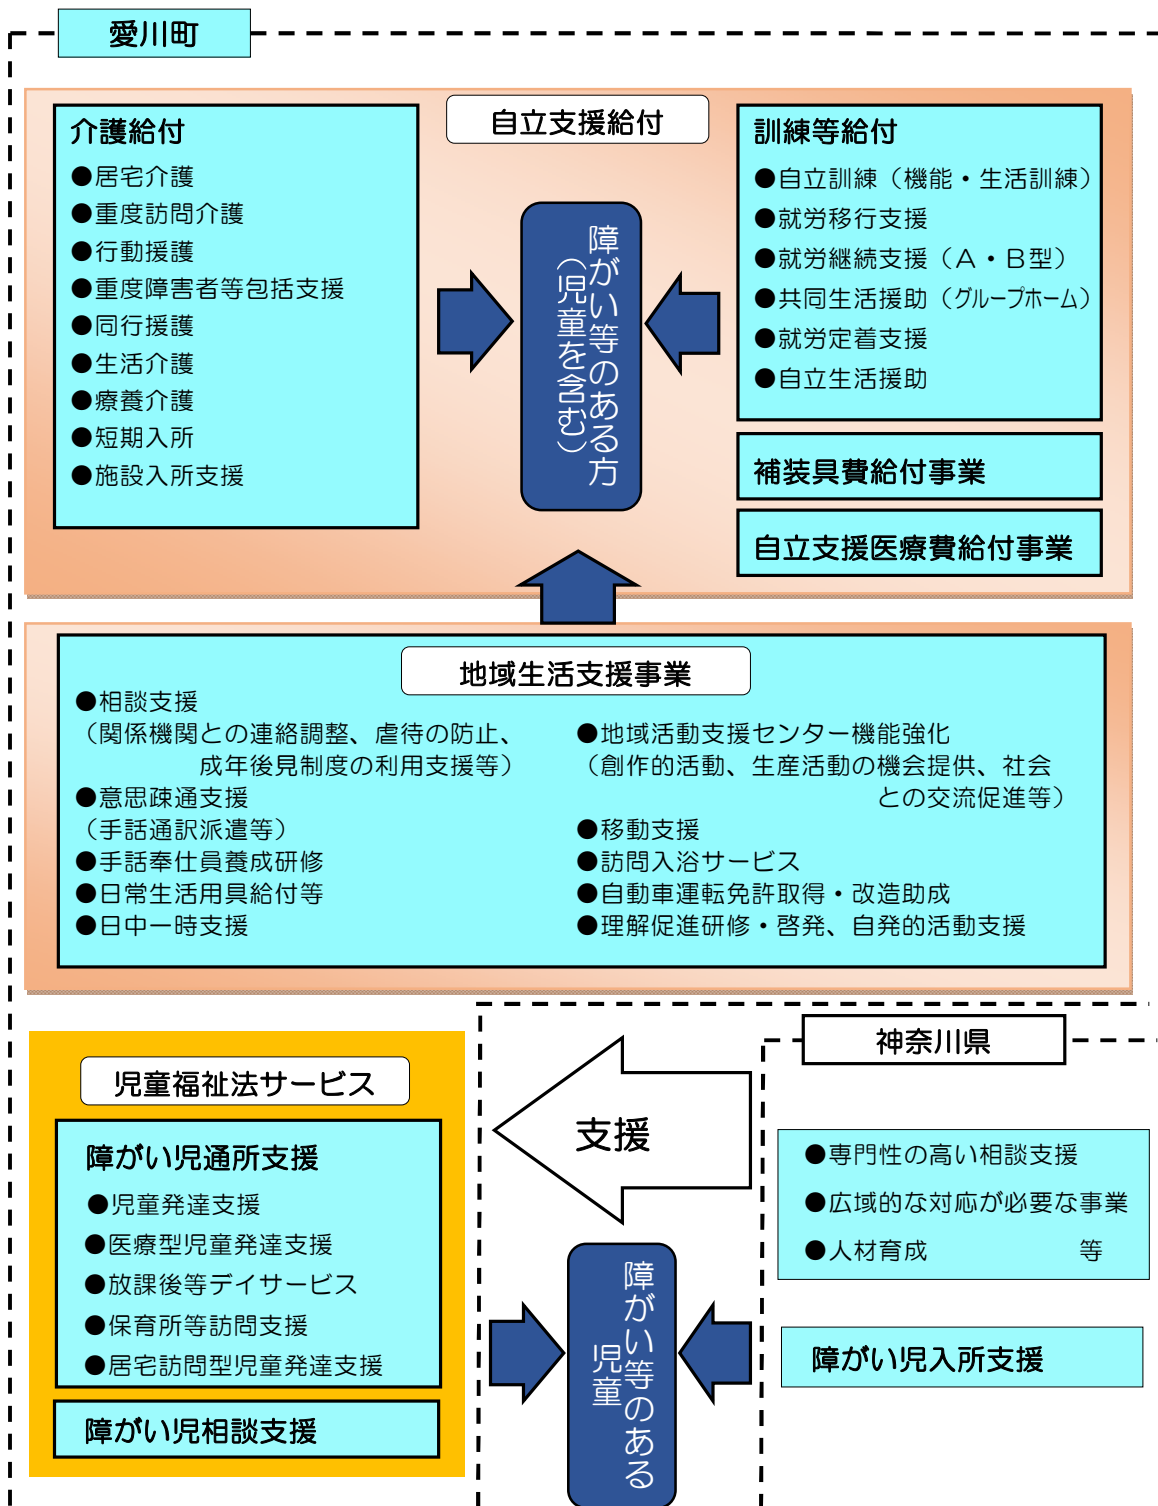 愛川町
自立支援給付
介護給付
●居宅介護
●重度訪問介護
●行動援護
●重度障害者等包括支援
●同行援護
●生活介護
●療養介護
●短期入所
●施設入所支援
障がい等のある方
（児童を含む）
訓練等給付
●自立訓練（機能・生活訓練）
●就労移行支援
●就労継続支援（A・B型）
●共同生活援助（グループホーム）
●就労定着支援
●自立生活援助
補装具費給付事業
自立支援医療費給付事業
地域生活支援事業
●相談支援
（関係機関との連絡調整、虐待の防止、
成年後見制度の利用支援等）
●意思疎通支援
（手話通訳派遣等）
●手話奉仕員養成研修
●日常生活用具給付等
●日中一時支援
●地域活動支援センター機能強化
（創作的活動、生産活動の機会提供、社会
との交流促進等）
●移動支援
●訪問入浴サービス
●自動車運転免許取得・改造助成
●理解促進研修・啓発、自発的活動支援
児童福祉法サービス
障がい児通所支援
●児童発達支援
●医療型児童発達支援
●放課後等デイサービス
●保育所等訪問支援
●居宅訪問型児童発達支援
障がい児相談支援
支援
障がい等のある
児童
神奈川県
●専門性の高い相談支援
●広域的な対応が必要な事業
●人材育成　　　　　　等
障がい児入所支援